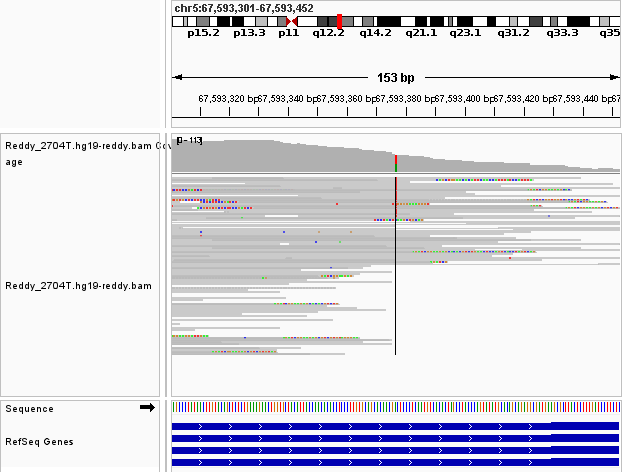 chr5:67,593,301-67,593,452
p15.2 p13.3 p11 q12.2 q14.2 q21.1 q23.1 q31.2 q33.3 q35
153 bp
67,593,320 bp 67,593,340 bp 67,593,360 bp 67,593,380 bp 67,593,400 bp 67,593,420 bp 67,593,440 bp 67
Reddy_2704T.hg19-reddy.bam Cov
age
[0 - 113]
Reddy_2704T.hg19-reddy.bam
Sequence
RefSeq Genes